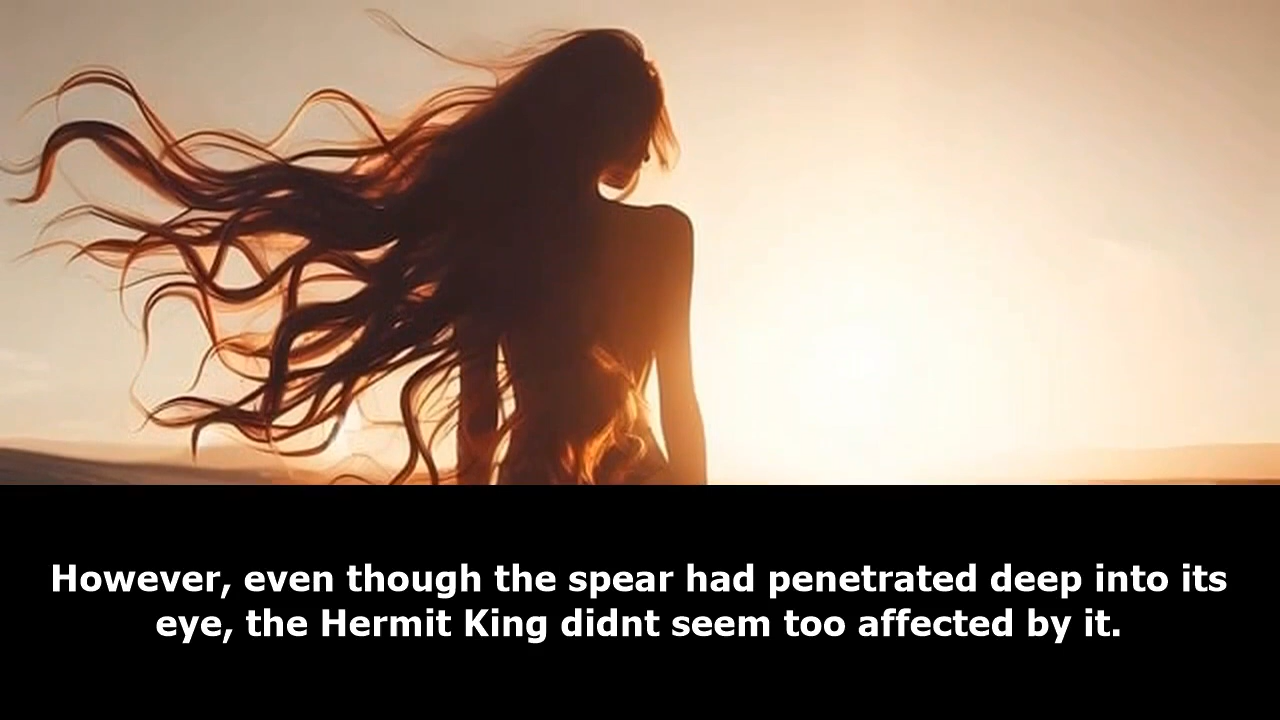 However, even though the spear had penetrated deep into its
eye, the Hermit King didnt seem too affected by it.